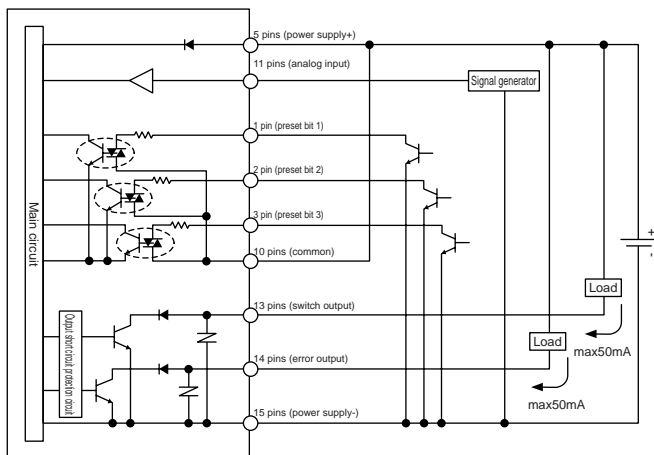 5 pins (power supply+)
11 pins (analog input)
Signal generator
1 pin (preset bit 1)
2 pin (preset bit 2)
3 pin (preset bit 3)
Main circuit
10 pins (common)
+
-
13 pins (switch output)
Load
Output short circuit protection circuit
Load
max50mA
14 pins (error output)
max50mA
15 pins (power supply-)